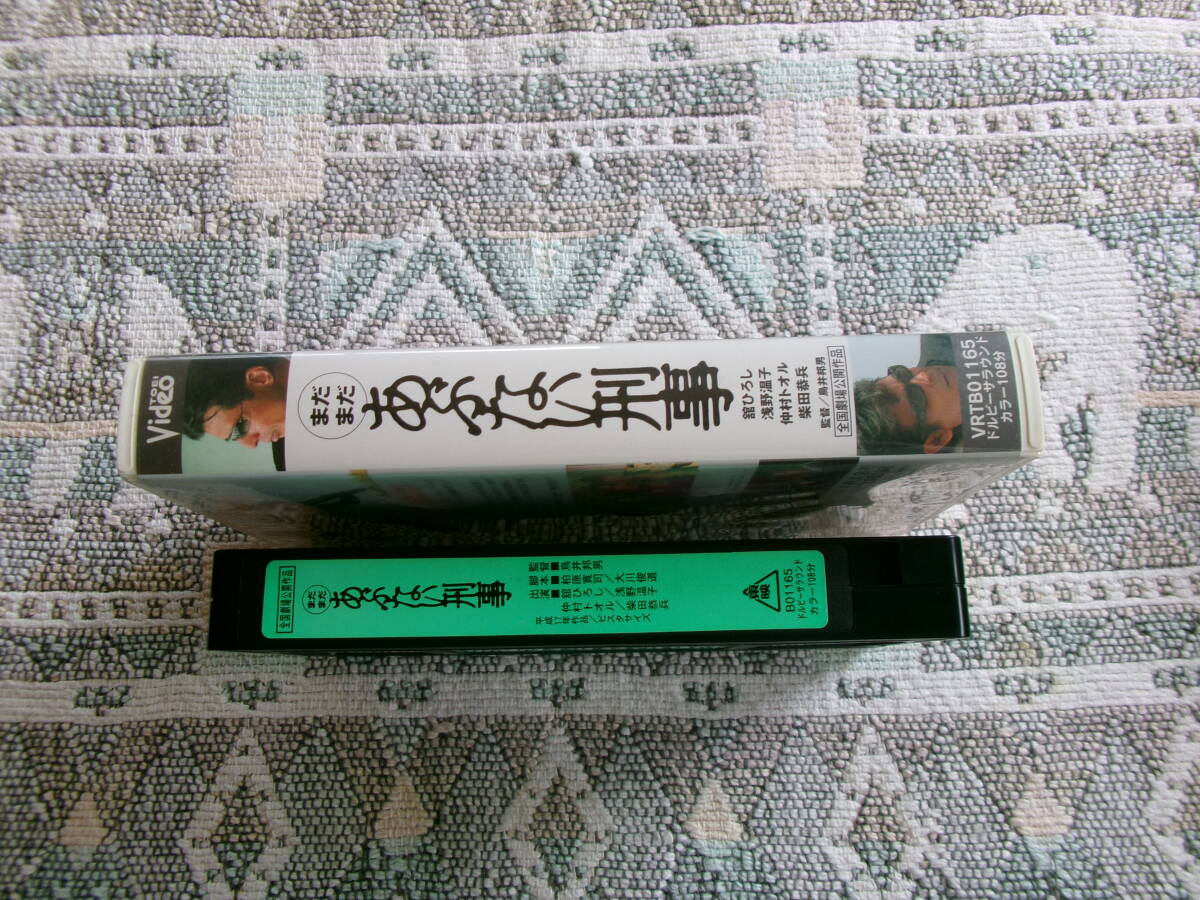 TOEI
Video
まだ
まだ
あぶない刑事
舘ひろし
浅野温子
仲村トオル
柴田恭兵
監督/鳥井邦男
全国劇場公開作品
VRTB01165
ドルビーサラウンド
カラー108分
全国劇場公開作品
まだ
まだ
あぶない刑事
監督■鳥井邦男
脚本■柏原寛司/大川俊道
出演■舘ひろし/浅野温子
仲村トオル/柴田恭兵
平成17年作品/ビスタサイズ
東映
B01165
ドルビーサラウンド
カラー108分